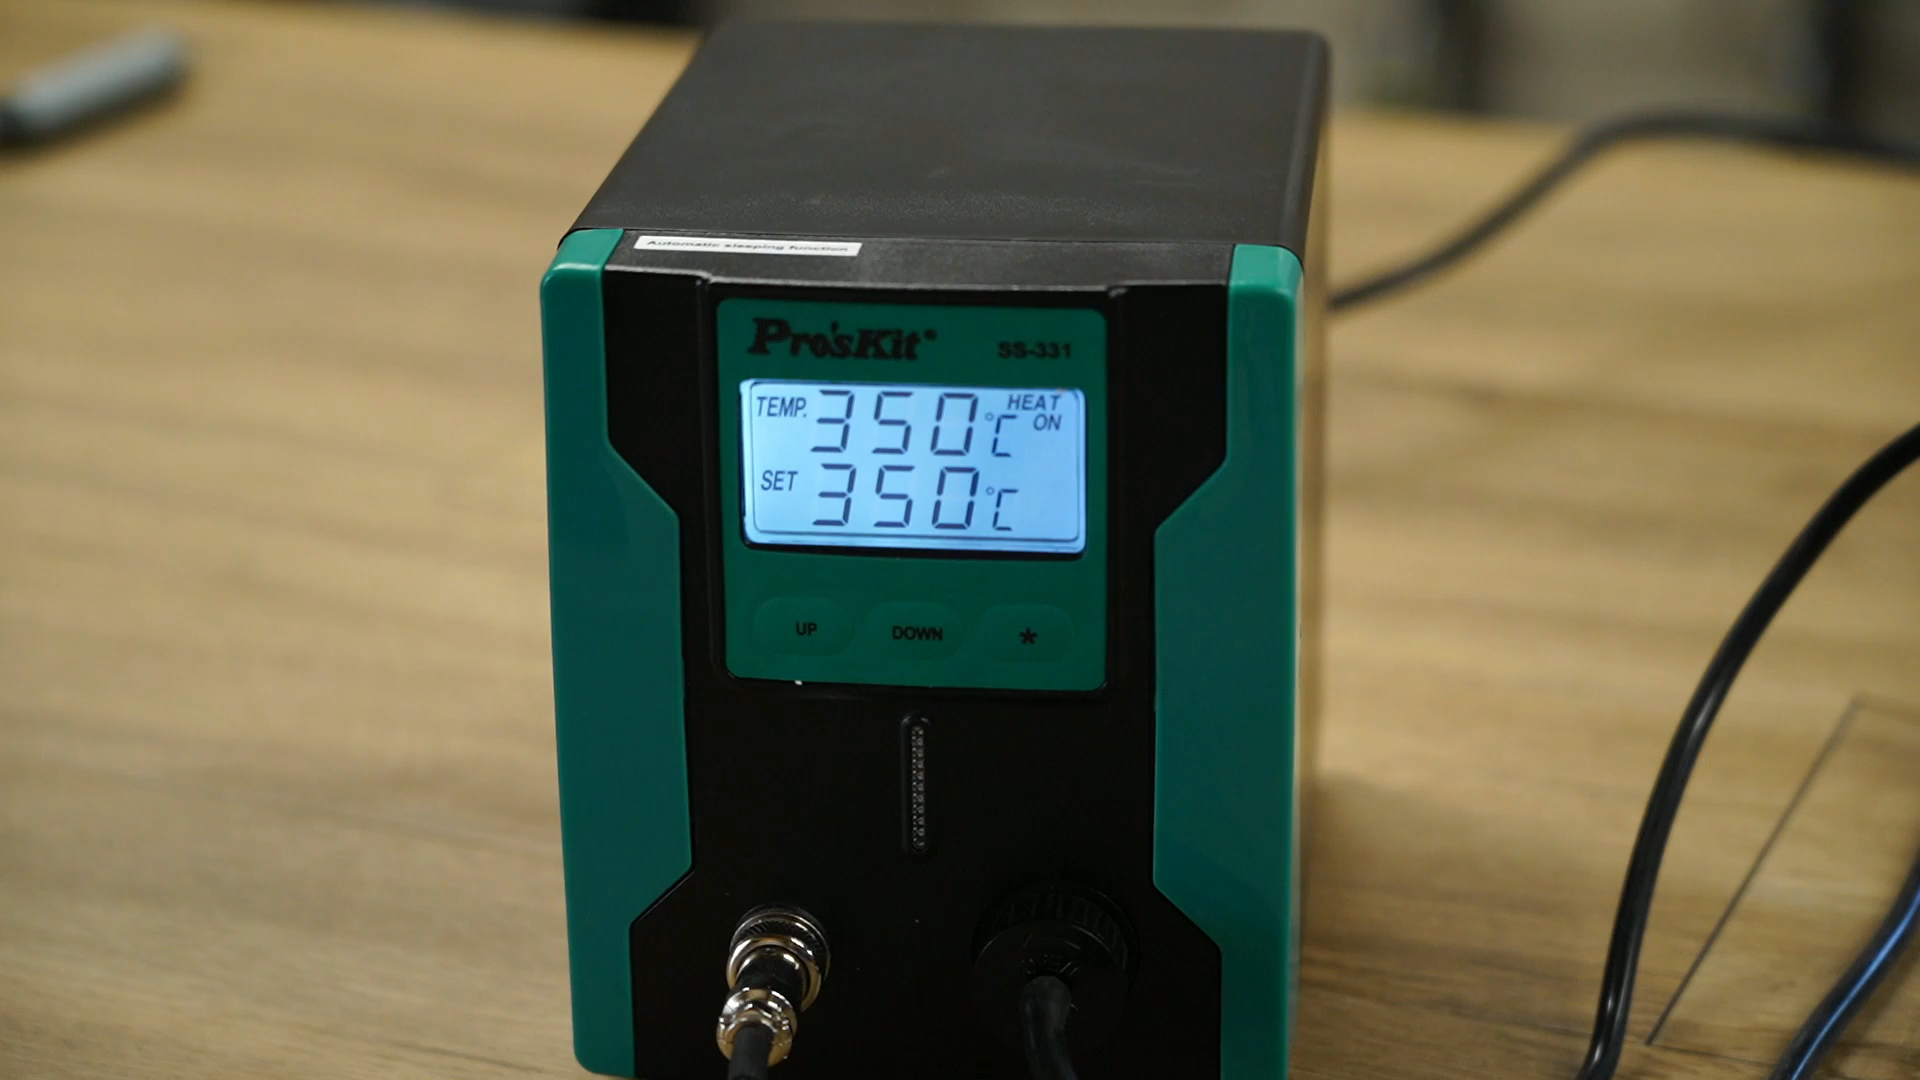 Automatic sleeping function
Pro'sKit® SS-331
TEMP. 350°C HEAT ON
SET 350°C
UP DOWN *